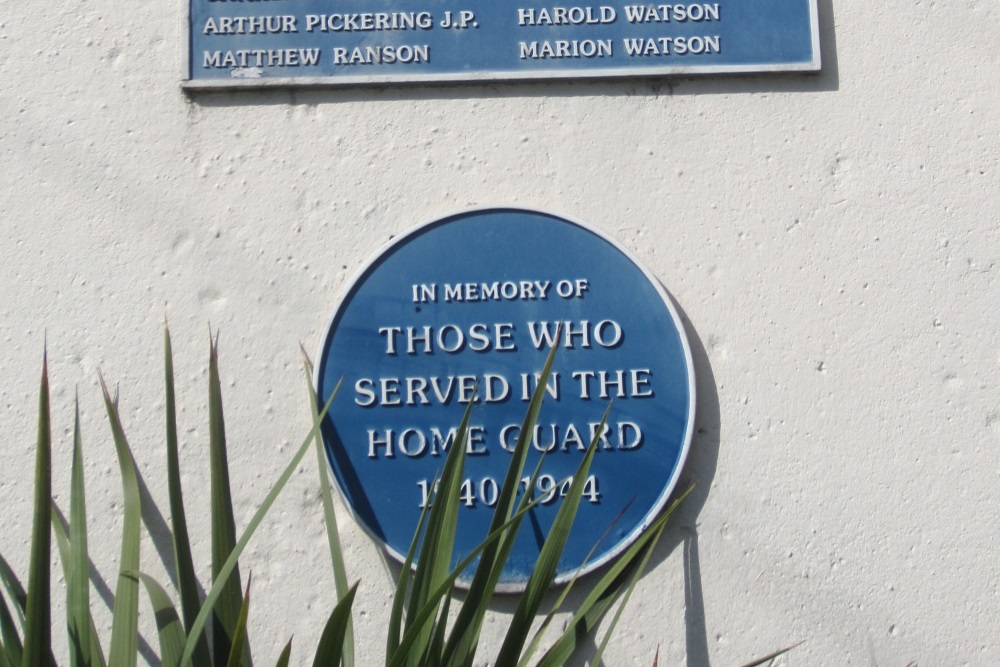 ARTHUR PICKERING J.P. HAROLD WATSON
MATTHEW RANSON MARION WATSON
IN MEMORY OF
THOSE WHO
SERVED IN THE
HOME GUARD
1940-1944